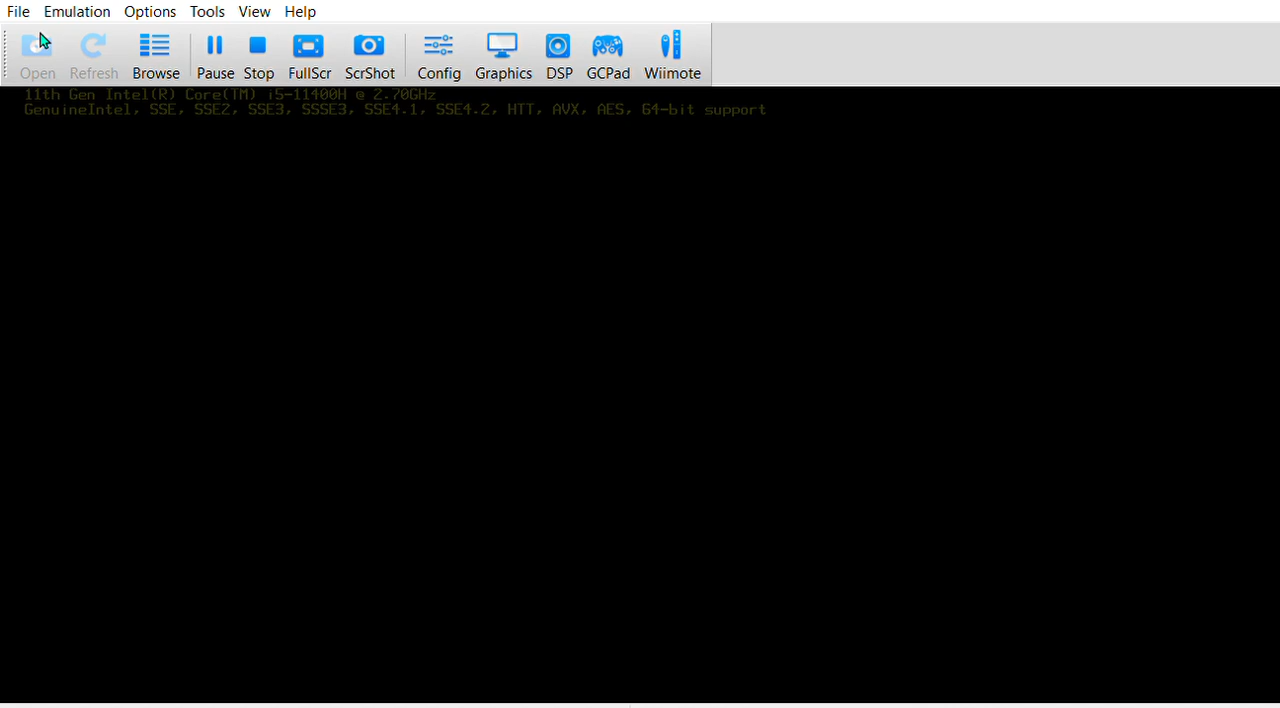 File Emulation Options Tools View Help
Open Refresh Browse Pause Stop FullScr ScrShot Config Graphics DSP GCPad Wiimote
11th Gen Intel(R) Core(TM) i5-11400H @ 2.70GHz
GenuineIntel, SSE, SSE2, SSE3, SSSE3, SSE4.1, SSE4.2, HTT, AVX, AES, 64-bit support